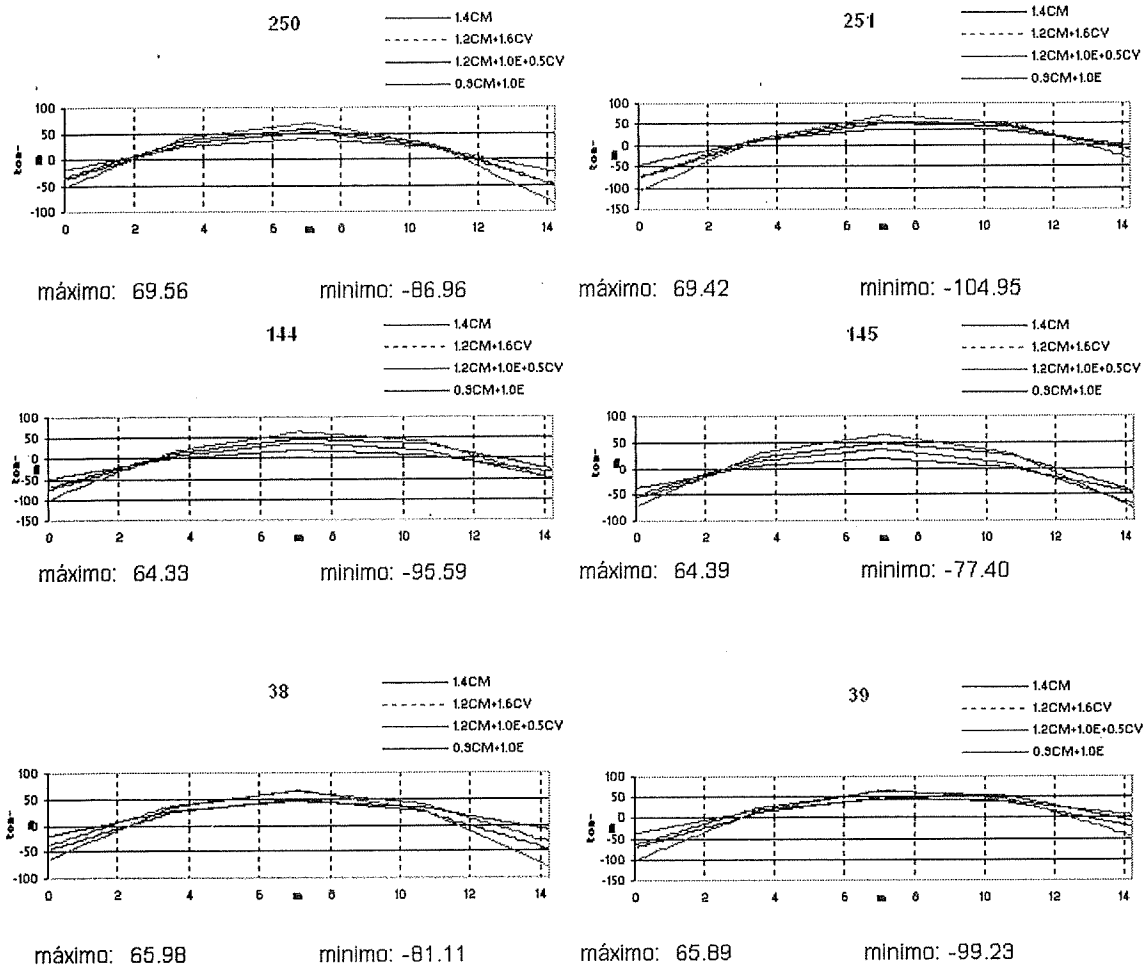 250
1.4CM
1.2CM+1.6CV
1.2CM+1.0E+0.5CV
0.9CM+1.0E
100
50
0
-50
-100
ton-m
0 2 4 6 m 8 10 12 14
máximo: 69.56 minimo: -86.96
251
1.4CM
1.2CM+1.6CV
1.2CM+1.0E+0.5CV
0.9CM+1.0E
100
50
0
-50
-100
-150
ton-m
0 2 4 6 m 8 10 12 14
máximo: 69.42 minimo: -104.95
144
1.4CM
1.2CM+1.6CV
1.2CM+1.0E+0.5CV
0.9CM+1.0E
100
50
0
-50
-100
-150
ton-m
0 2 4 6 m 8 10 12 14
máximo: 64.33 minimo: -95.59
145
1.4CM
1.2CM+1.6CV
1.2CM+1.0E+0.5CV
0.9CM+1.0E
100
50
0
-50
-100
ton-m
0 2 4 6 m 8 10 12 14
máximo: 64.39 minimo: -77.40
38
1.4CM
1.2CM+1.6CV
1.2CM+1.0E+0.5CV
0.9CM+1.0E
100
50
0
-50
-100
ton-m
0 2 4 6 m 8 10 12 14
máximo: 65.98 minimo: -81.11
39
1.4CM
1.2CM+1.6CV
1.2CM+1.0E+0.5CV
0.9CM+1.0E
100
50
0
-50
-100
-150
ton-m
0 2 4 6 m 8 10 12 14
máximo: 65.89 minimo: -99.23